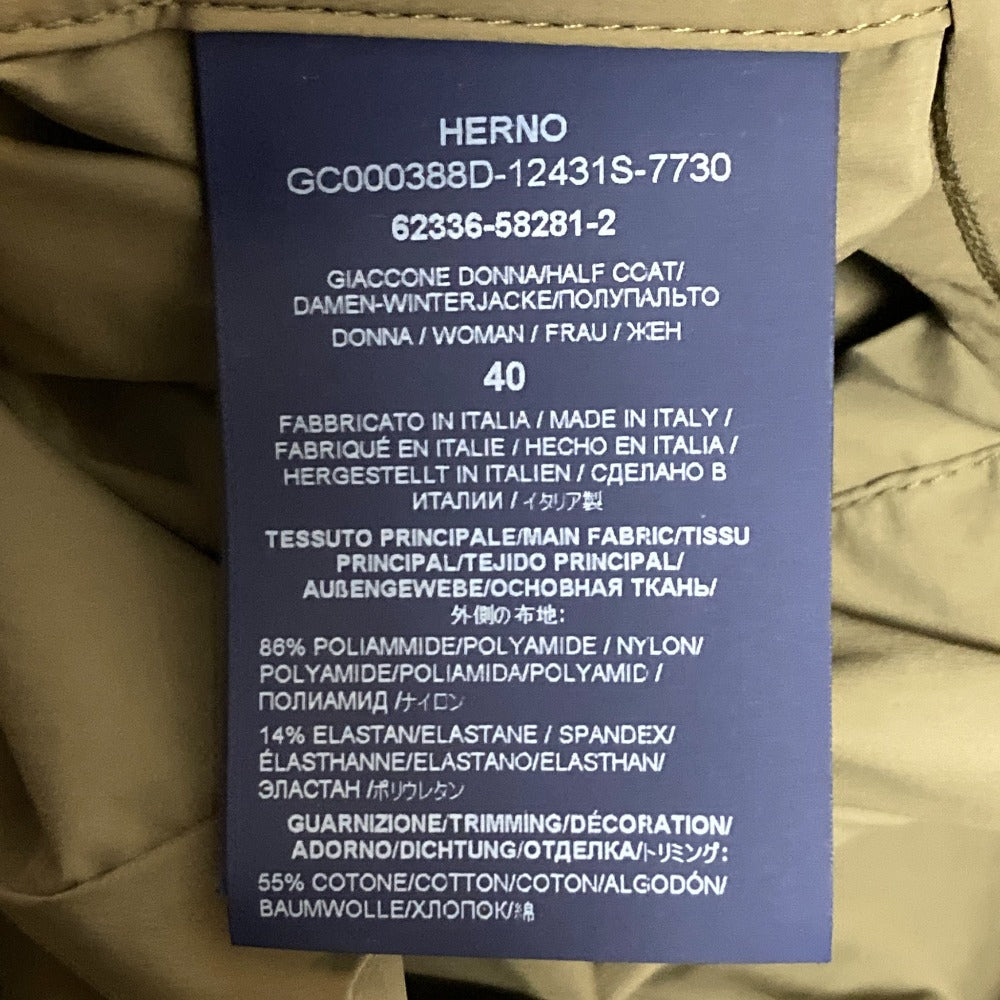 HERNO
GC000388D-12431S-7730
62336-58281-2
GIACCONE DONNA/HALF COAT/
DAMEN-WINTERJACKE/ПОЛУПАЛЬТО
DONNA / WOMAN / FRAU / ЖЕН
40
FABBRICATO IN ITALIA / MADE IN ITALY /
FABRIQUÉ EN ITALIE / HECHO EN ITALIA /
HERGESTELLT IN ITALIEN / СДЕЛАНО В
ИТАЛИИ / イタリア製
TESSUTO PRINCIPALE/MAIN FABRIC/TISSU
PRINCIPAL/TEJIDO PRINCIPAL/
AUßENGEWEBE/ОСНОВНАЯ ТКАНЬ/
外側の布地:
86% POLIAMMIDE/POLYAMIDE / NYLON/
POLYAMIDE/POLIAMIDA/POLYAMID /
ПОЛИАМИД /ナイロン
14% ELASTAN/ELASTANE / SPANDEX/
ÉLASTHANNE/ELASTANO/ELASTHAN/
ЭЛАСТАН /ポリウレタン
GUARNIZIONE/TRIMMING/DÉCORATION/
ADORNO/DICHTUNG/ОТДЕЛКА/トリミング:
55% COTONE/COTTON/COTON/ALGODÓN/
BAUMWOLLE/ХЛОПОК/綿